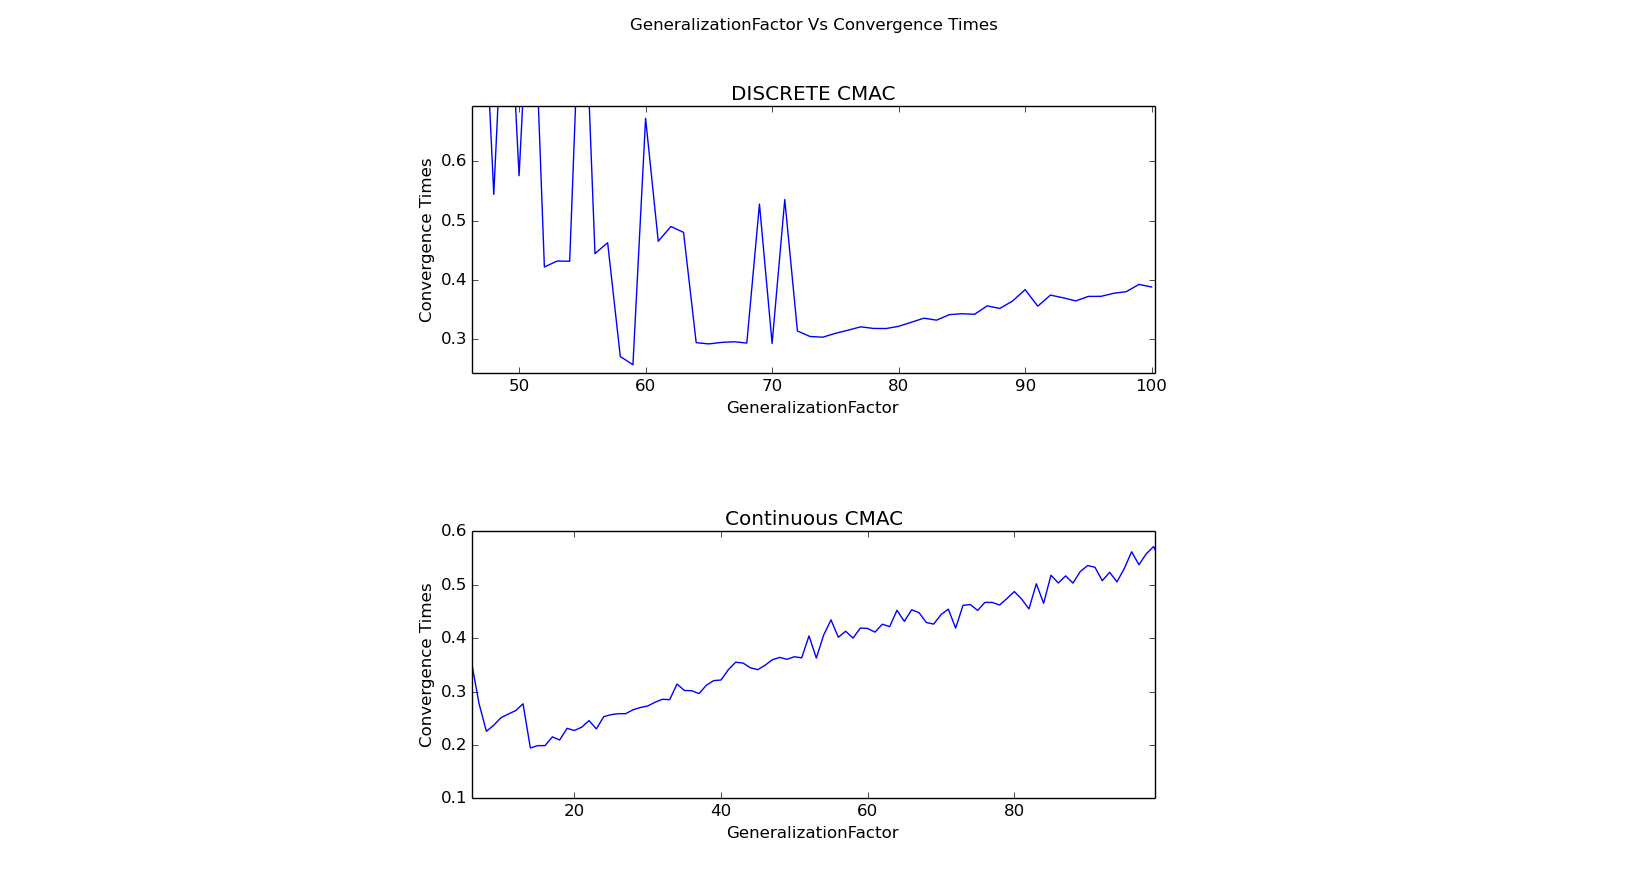 GeneralizationFactor Vs Convergence Times
DISCRETE CMAC
Convergence Times
0.6
0.5
0.4
0.3
50 60 70 80 90 100
GeneralizationFactor
Continuous CMAC
Convergence Times
0.6
0.5
0.4
0.3
0.2
0.1
20 40 60 80
GeneralizationFactor